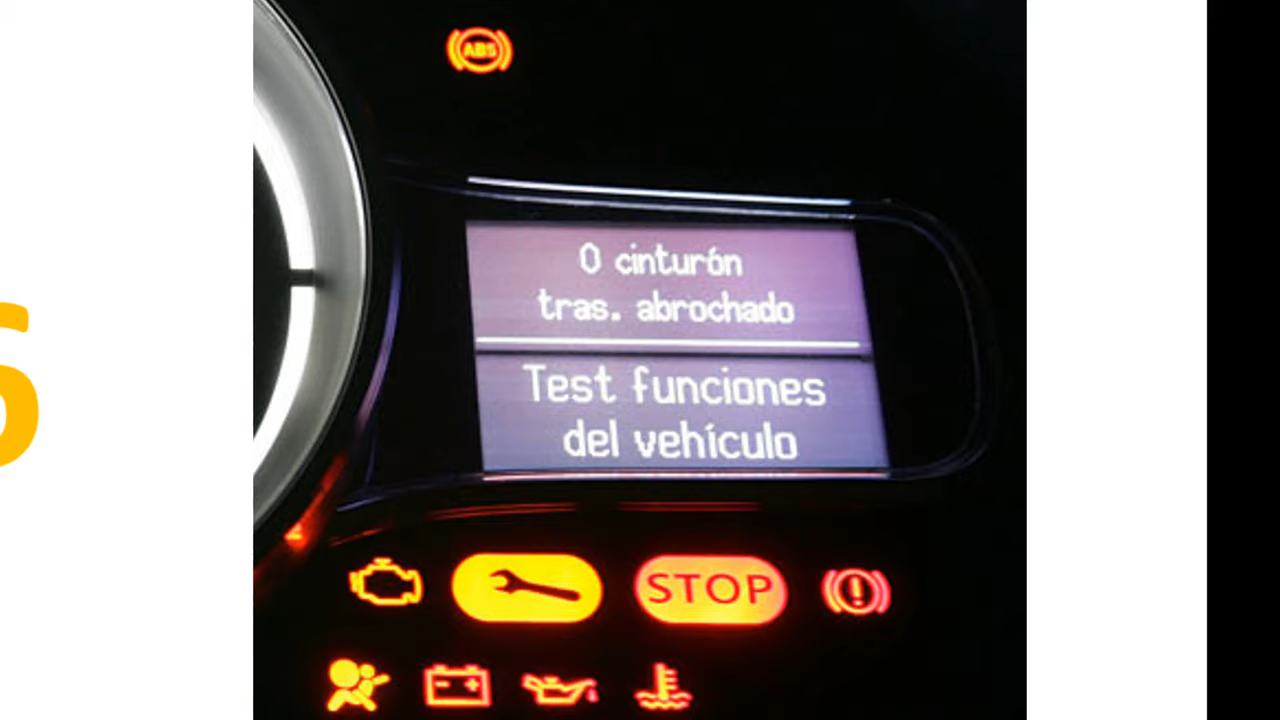 ABS
0 cinturón
tras. abrochado
Test funciones
del vehículo
STOP